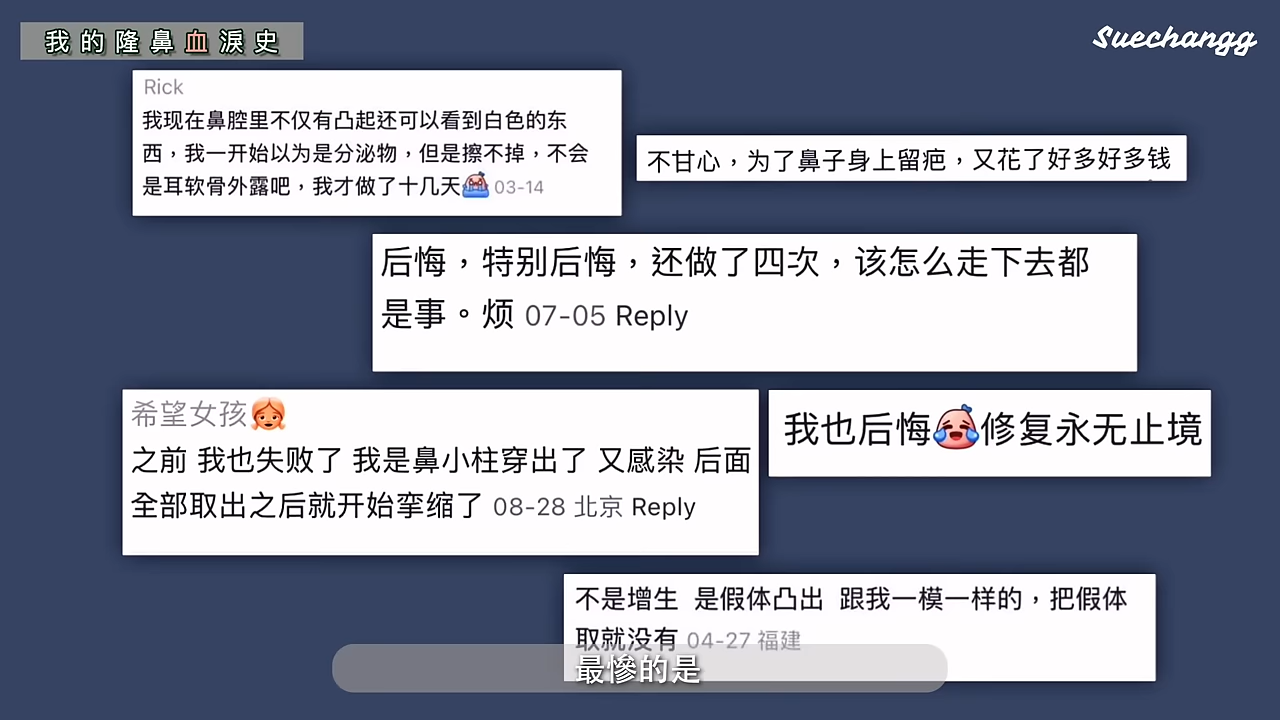 我的隆鼻血淚史
Suechangg
Rick
我现在鼻腔里不仅有凸起还可以看到白色的东
西，我一开始以为是分泌物，但是擦不掉，不会
是耳软骨外露吧，我才做了十几天 03-14
不甘心，为了鼻子身上留疤，又花了好多好多钱
后悔，特别后悔，还做了四次，该怎么走下去都
是事。烦 07-05 Reply
希望女孩👧
之前 我也失败了 我是鼻小柱穿出了 又感染 后面
全部取出之后就开始挛缩了 08-28 北京 Reply
我也后悔修复永无止境
不是增生 是假体凸出 跟我一模一样的，把假体
取就没有 04-27 福建
最慘的是